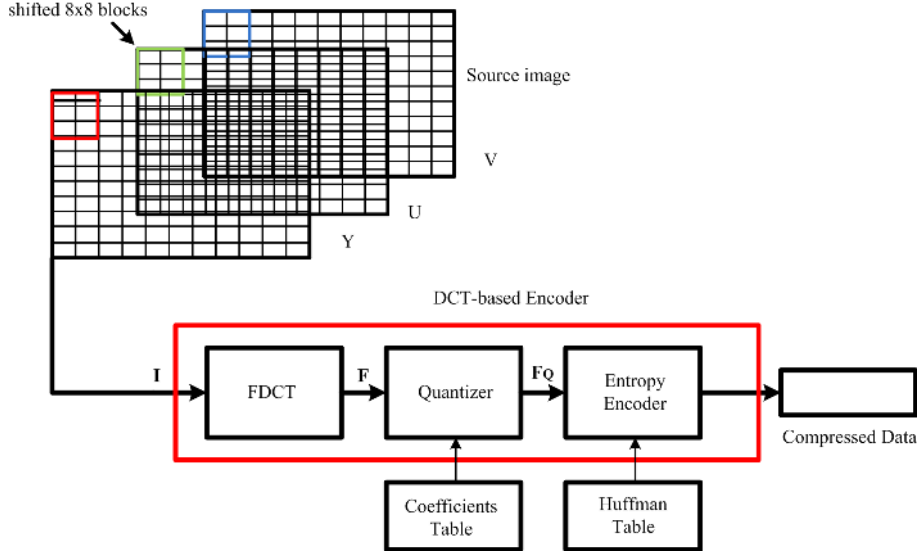 shifted 8x8 blocks
Source image
V
U
Y
DCT-based Encoder
I
FDCT
F
Quantizer
FQ
Entropy
Encoder
Compressed Data
Coefficients
Table
Huffman
Table